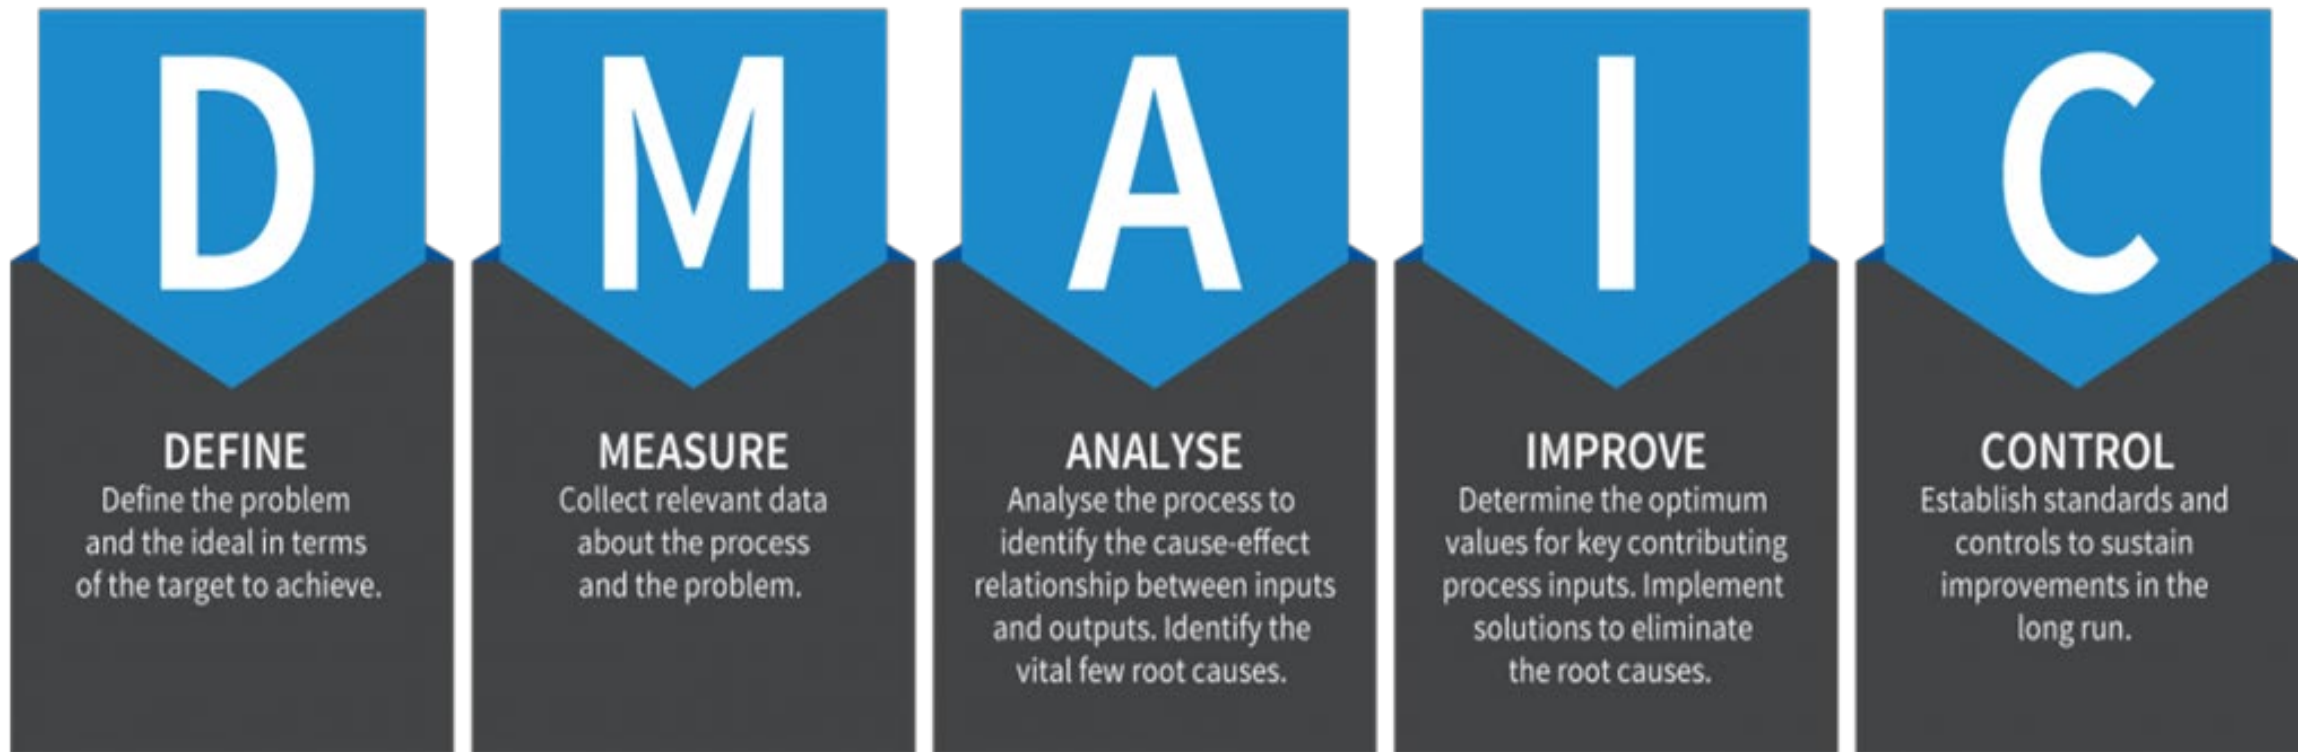 D
DEFINE
Define the problem
and the ideal in terms
of the target to achieve.
M
MEASURE
Collect relevant data
about the process
and the problem.
A
ANALYSE
Analyse the process to
identify the cause-effect
relationship between inputs
and outputs. Identify the
vital few root causes.
I
IMPROVE
Determine the optimum
values for key contributing
process inputs. Implement
solutions to eliminate
the root causes.
C
CONTROL
Establish standards and
controls to sustain
improvements in the
long run.